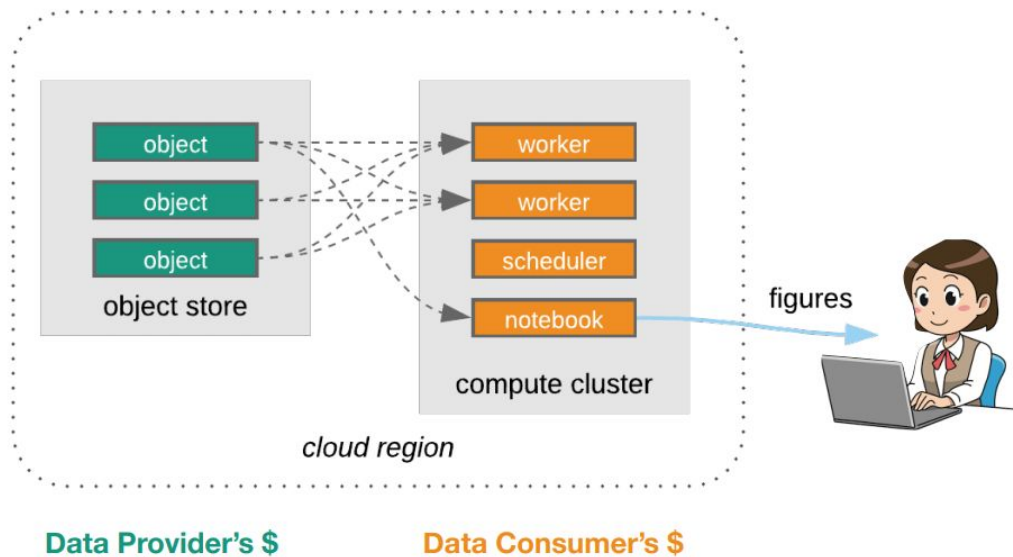 object
object
object
object store
worker
worker
scheduler
notebook
compute cluster
figures
cloud region
Data Provider’s $
Data Consumer’s $